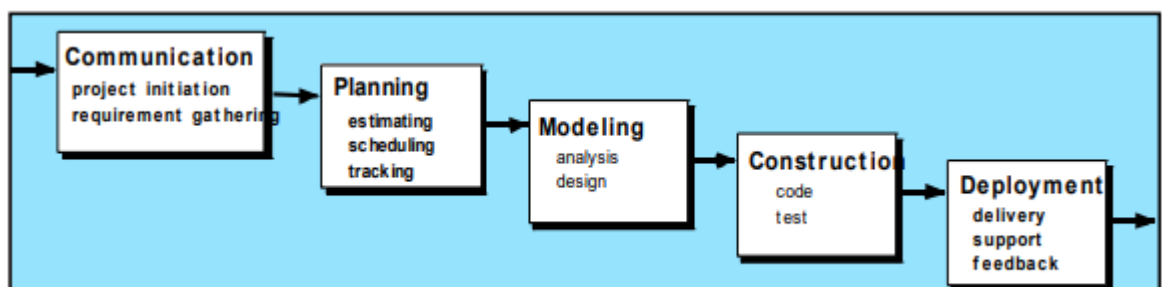 Communication
project initiation
requirement gathering
Planning
estimating
scheduling
tracking
Modeling
analysis
design
Construction
code
test
Deployment
delivery
support
feedback